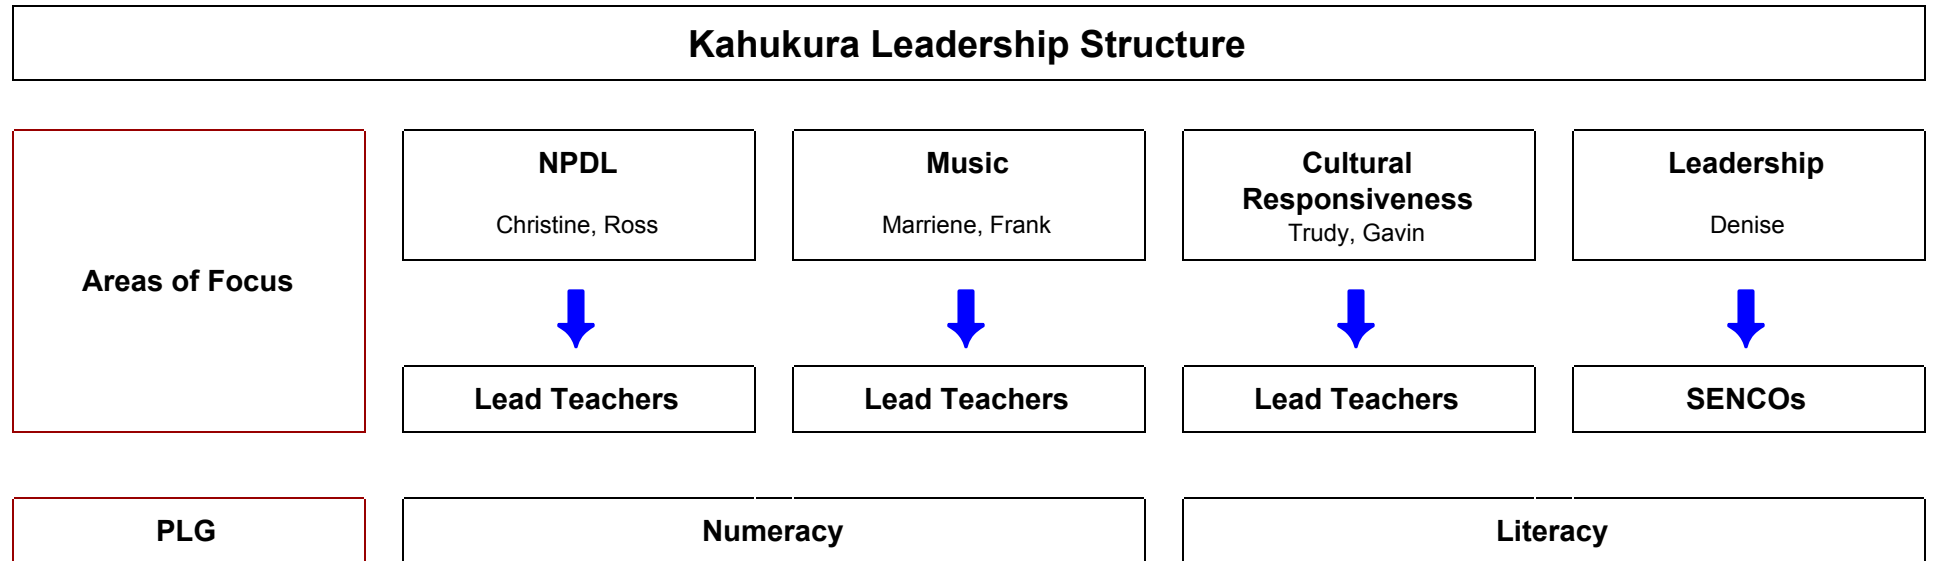 Kahukura Leadership Structure
Areas of Focus
NPDL
Christine, Ross
Music
Marriene, Frank
Cultural
Responsiveness
Trudy, Gavin
Leadership
Denise
Lead Teachers
Lead Teachers
Lead Teachers
SENCOs
PLG
Numeracy
Literacy